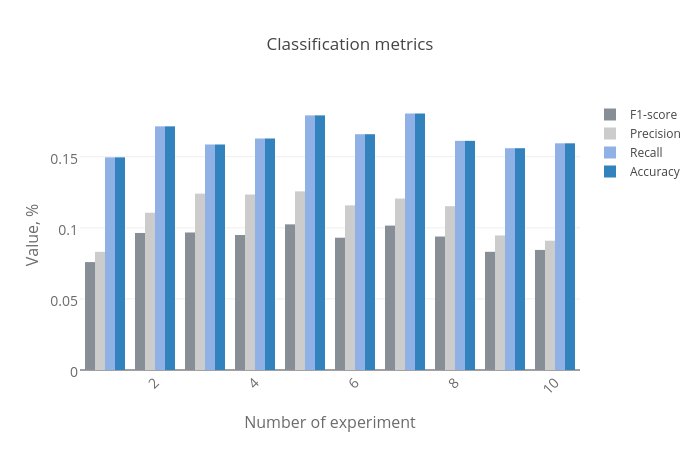 Classification metrics
F1-score
Precision
Recall
Accuracy
Value, %
0.15
0.1
0.05
0
2
4
6
8
10
Number of experiment